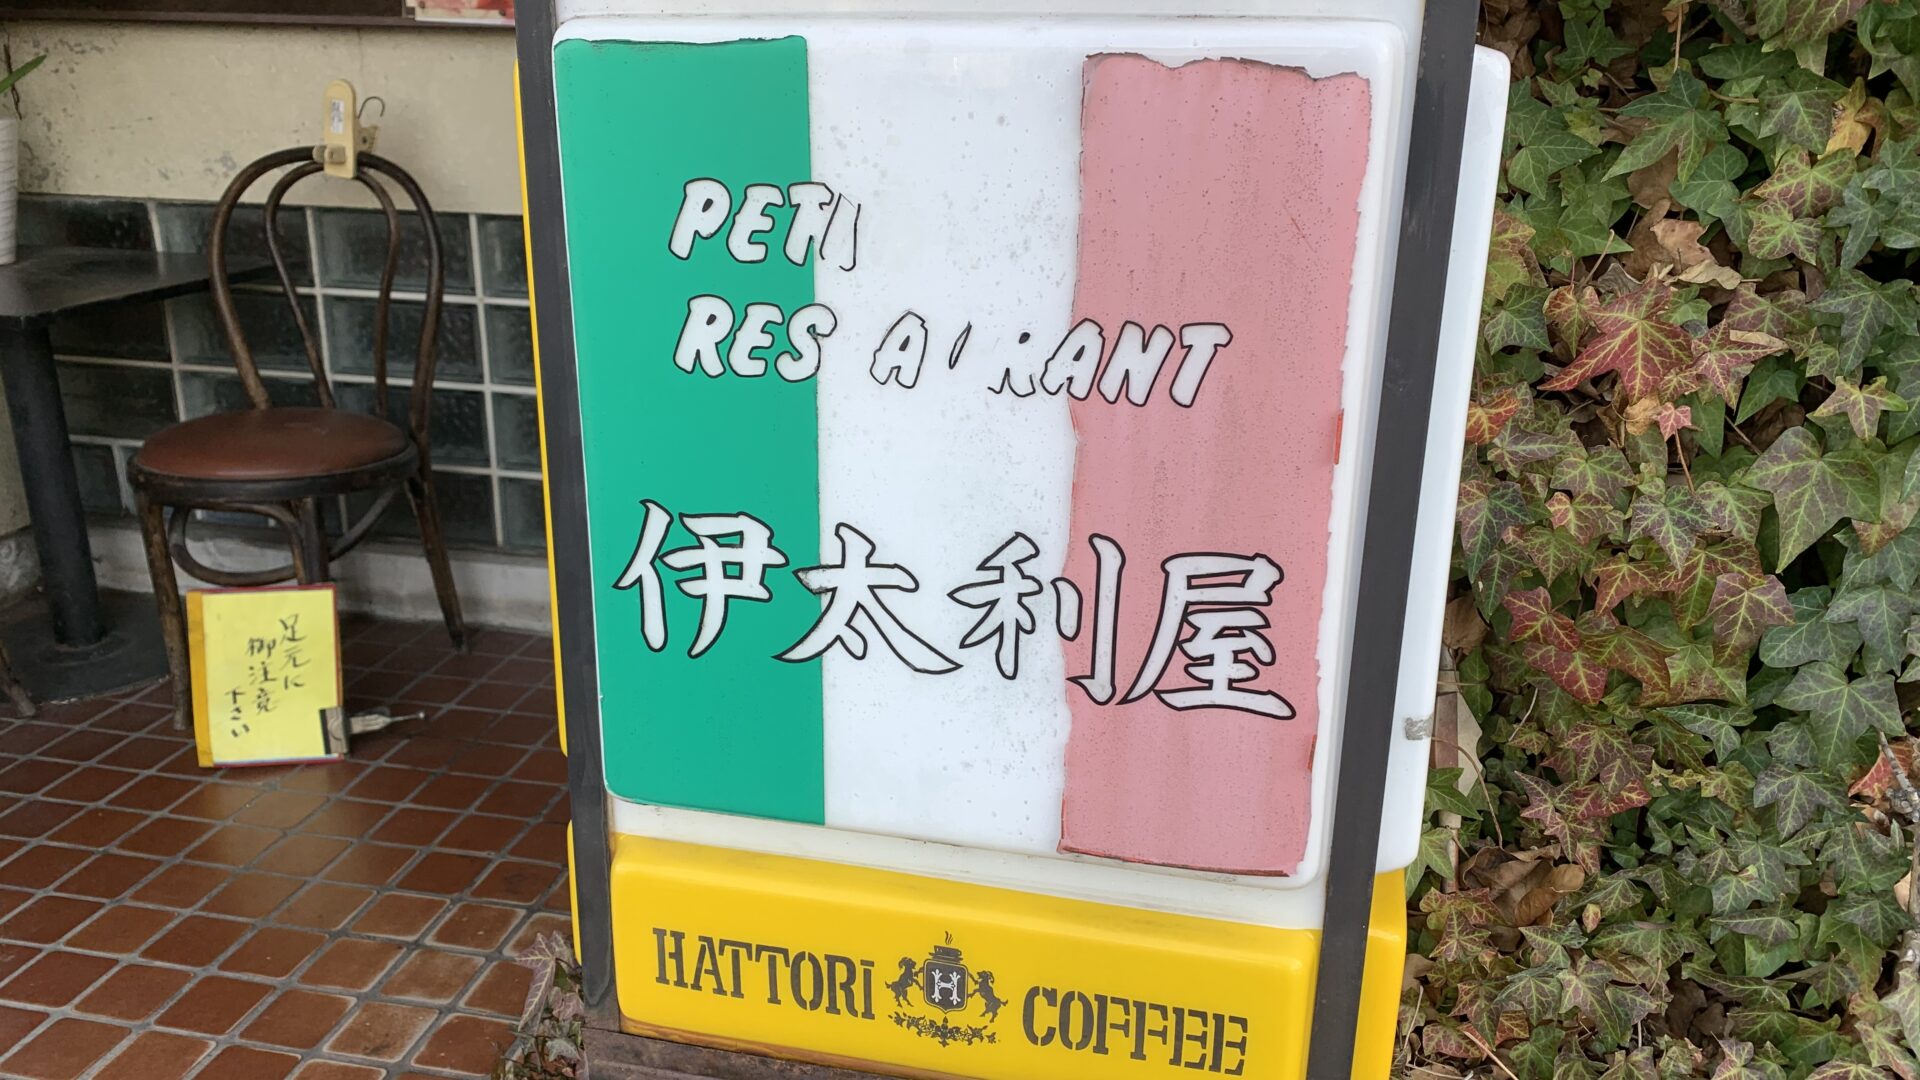 PETI
RES A RANT
伊太利屋
HATTORI COFFEE
足元に
御注意
下さい